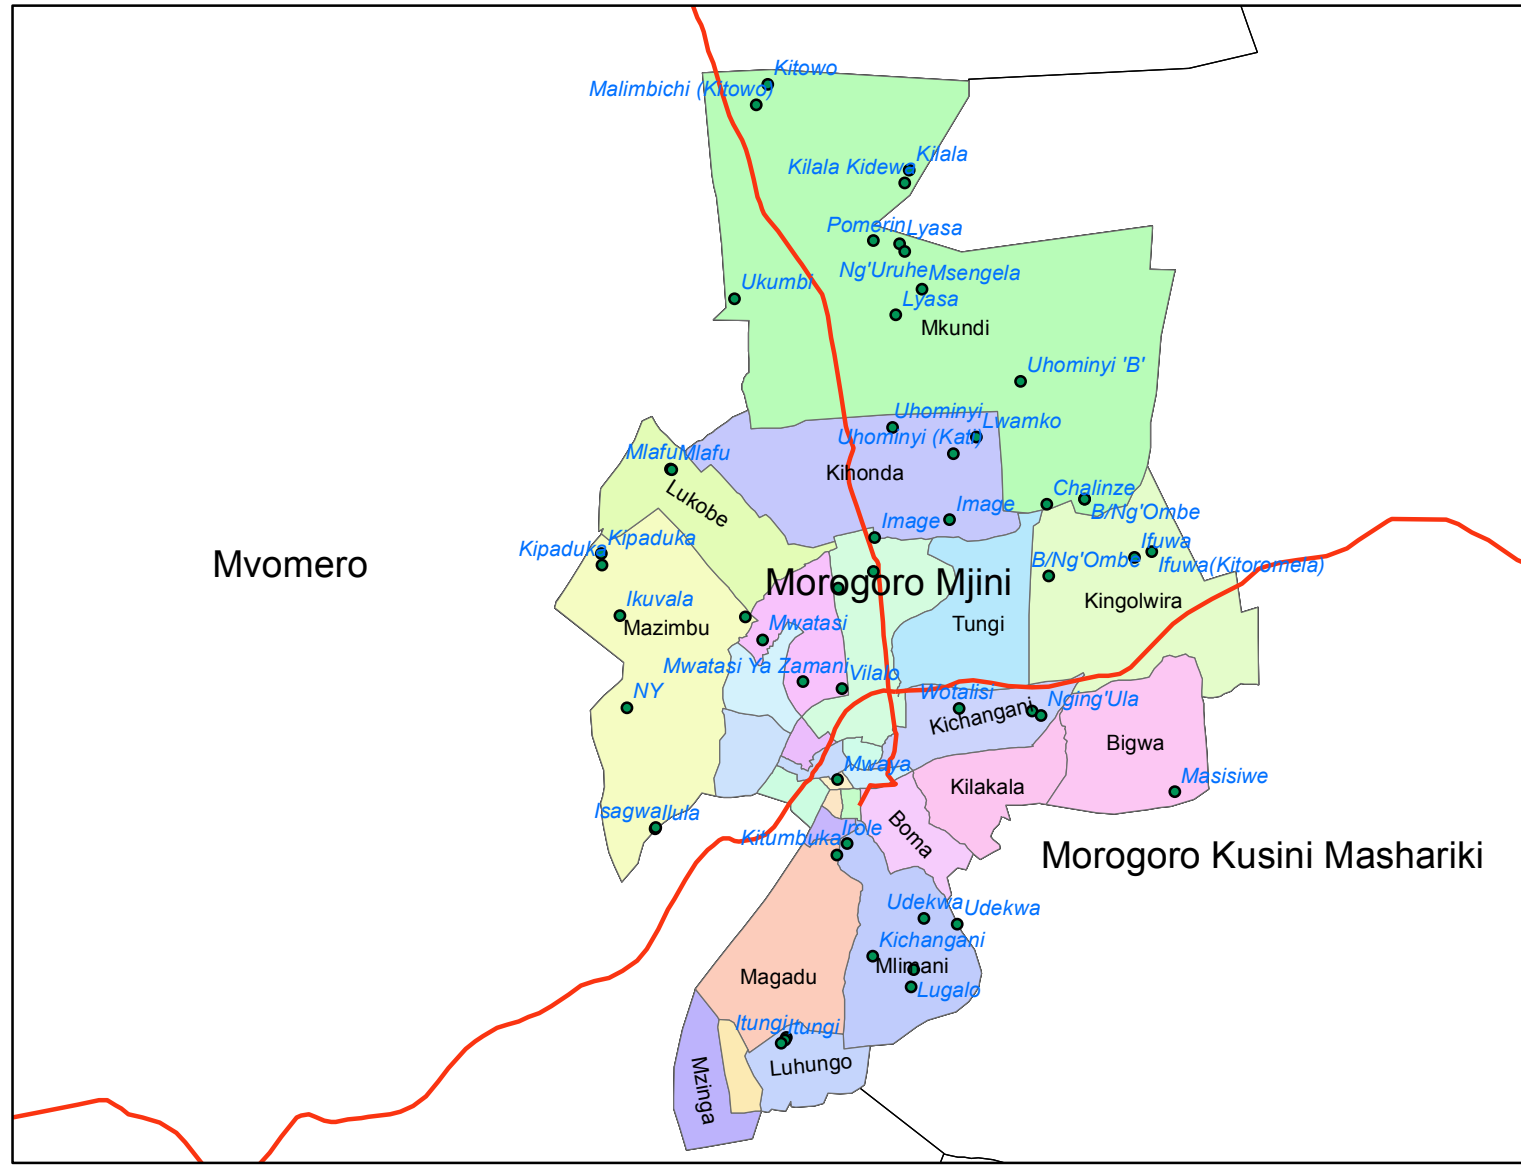 Kitowo
Malimbichi (Kitowo)
Kilala
Kilala Kidewa
Pomerin
Lyasa
Ng'Uruhe
Msengela
Ukumbi
Lyasa
Mkundi
Uhominyi 'B'
Uhominyi
Lwamko
Uhominyi (Kati)
Mlafu
Mlafu
Kihonda
Lukobe
Chalinze
Image
B/Ng'Ombe
Image
Kipaduka
Kipaduka
Ifuwa
B/Ng'Ombe
Ifuwa(Kitoromela)
Mvomero
Morogoro Mjini
Ikuvala
Kingolwira
Mazimbu
Mwatasi
Tungi
Mwatasi Ya Zamani
Vilalo
NY
Wotalisi
Nging'Ula
Kichangani
Bigwa
Mwaya
Masisiwe
Kilakala
Isagwa
Ilula
Irole
Kitumbuka
Boma
Morogoro Kusini Mashariki
Udekwa
Udekwa
Kichangani
Mlimani
Magadu
Lugalo
Itungi
Itungi
Luhungo
Mzinga